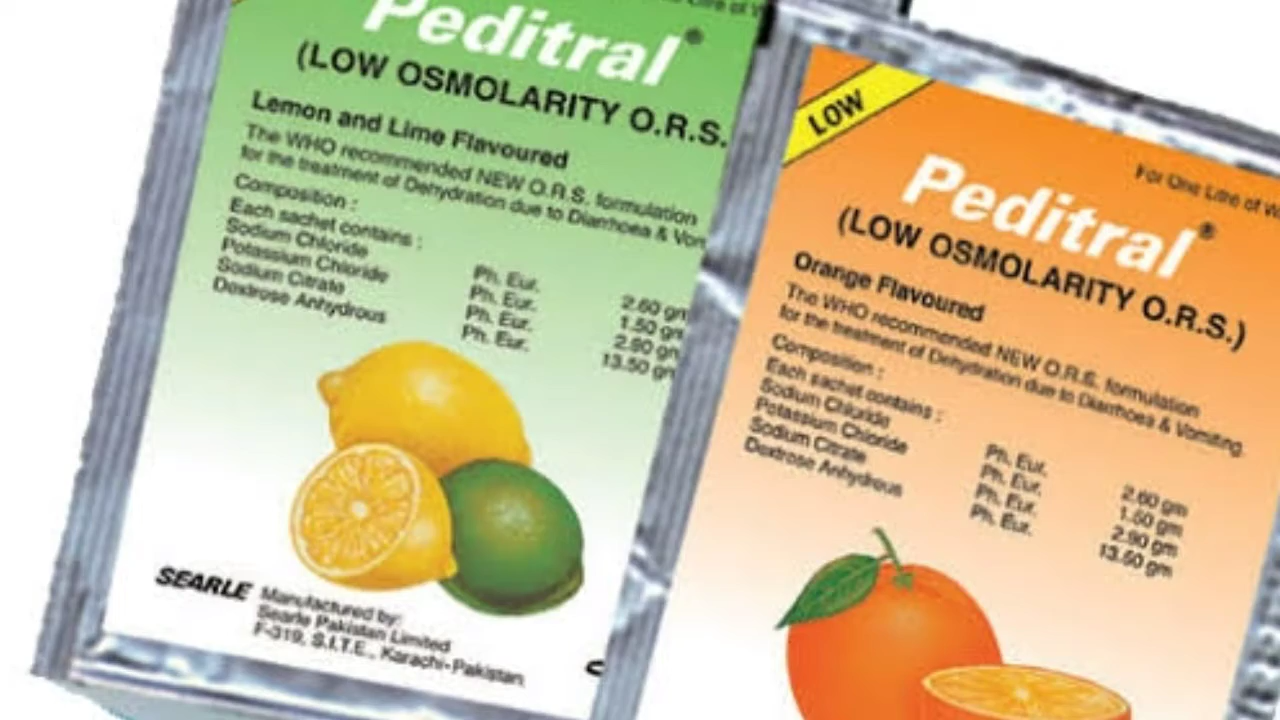 Peditral®
(LOW OSMOLARITY O.R.S.
Lemon and Lime Flavoured
The WHO recommended NEW O.R.S. formulation
for the treatment of Dehydration due to Diarrhoea & Vom
Composition :
Each sachet contains :
Sodium Chloride Ph. Eur. 2.60 gm
Potassium Chloride Ph. Eur. 1.50 gm
Sodium Citrate Ph. Eur. 2.90 gm
Dextrose Anhydrous Ph. Eur. 13.50 gm
SEARLE
Manufactured by:
Searle Pakistan Limited
F-319, S.I.T.E., Karachi-Pakistan
LOW
For One Litre of W
Peditral®
(LOW OSMOLARITY O.R.S.)
Orange Flavoured
The WHO recommended NEW O.R.S. formulation
for the treatment of Dehydration due to Diarrhoea & Vomiting.
Composition :
Each sachet contains :
Sodium Chloride Ph. Eur. 2.60 gm
Potassium Chloride Ph. Eur. 1.50 gm
Sodium Citrate Ph. Eur. 2.90 gm
Dextrose Anhydrous Ph. Eur. 13.50 gm